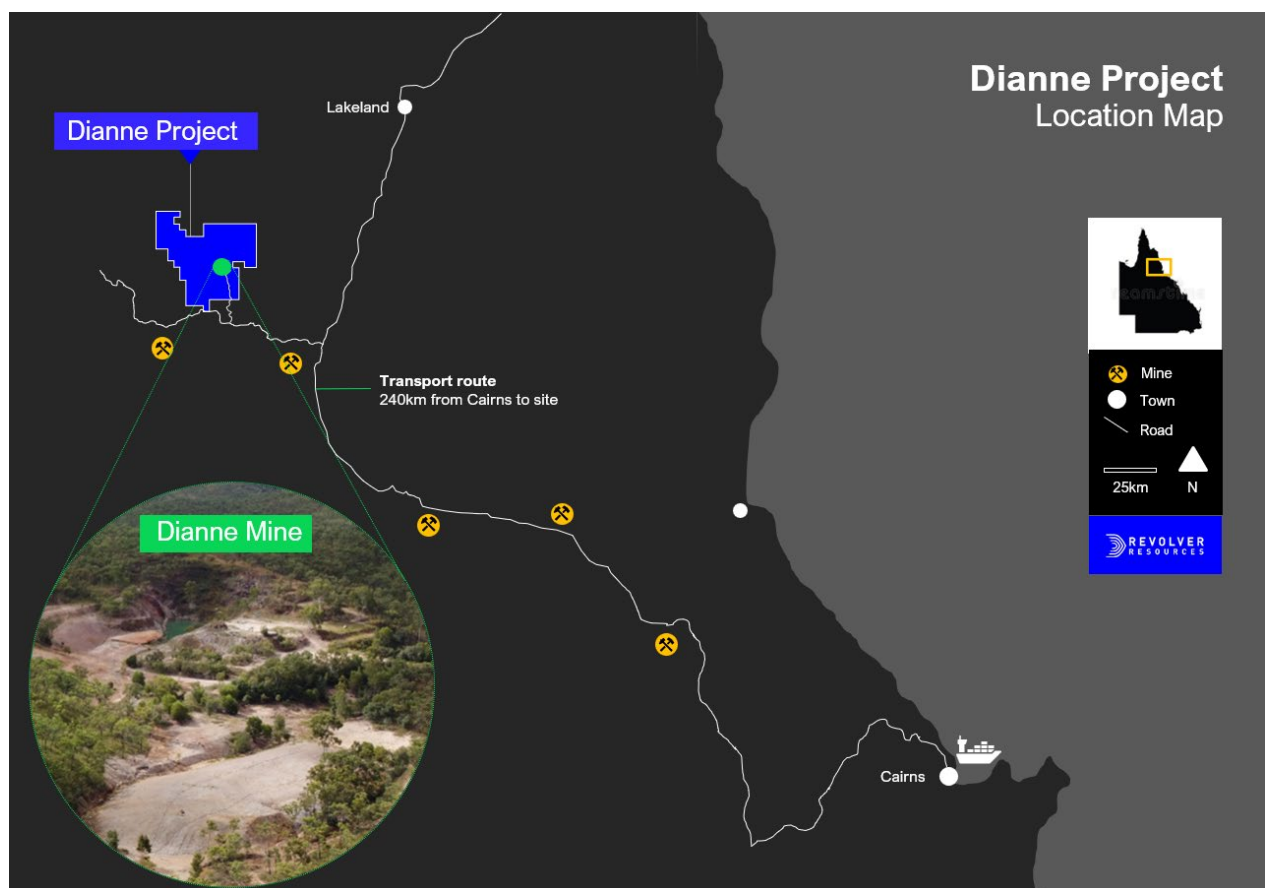 Dianne Project
Location Map
Lakeland
Dianne Project
Transport route
240km from Cairns to site
Mine
Town
Road
25km
N
REVOLVER
RESOURCES
Dianne Mine
Cairns